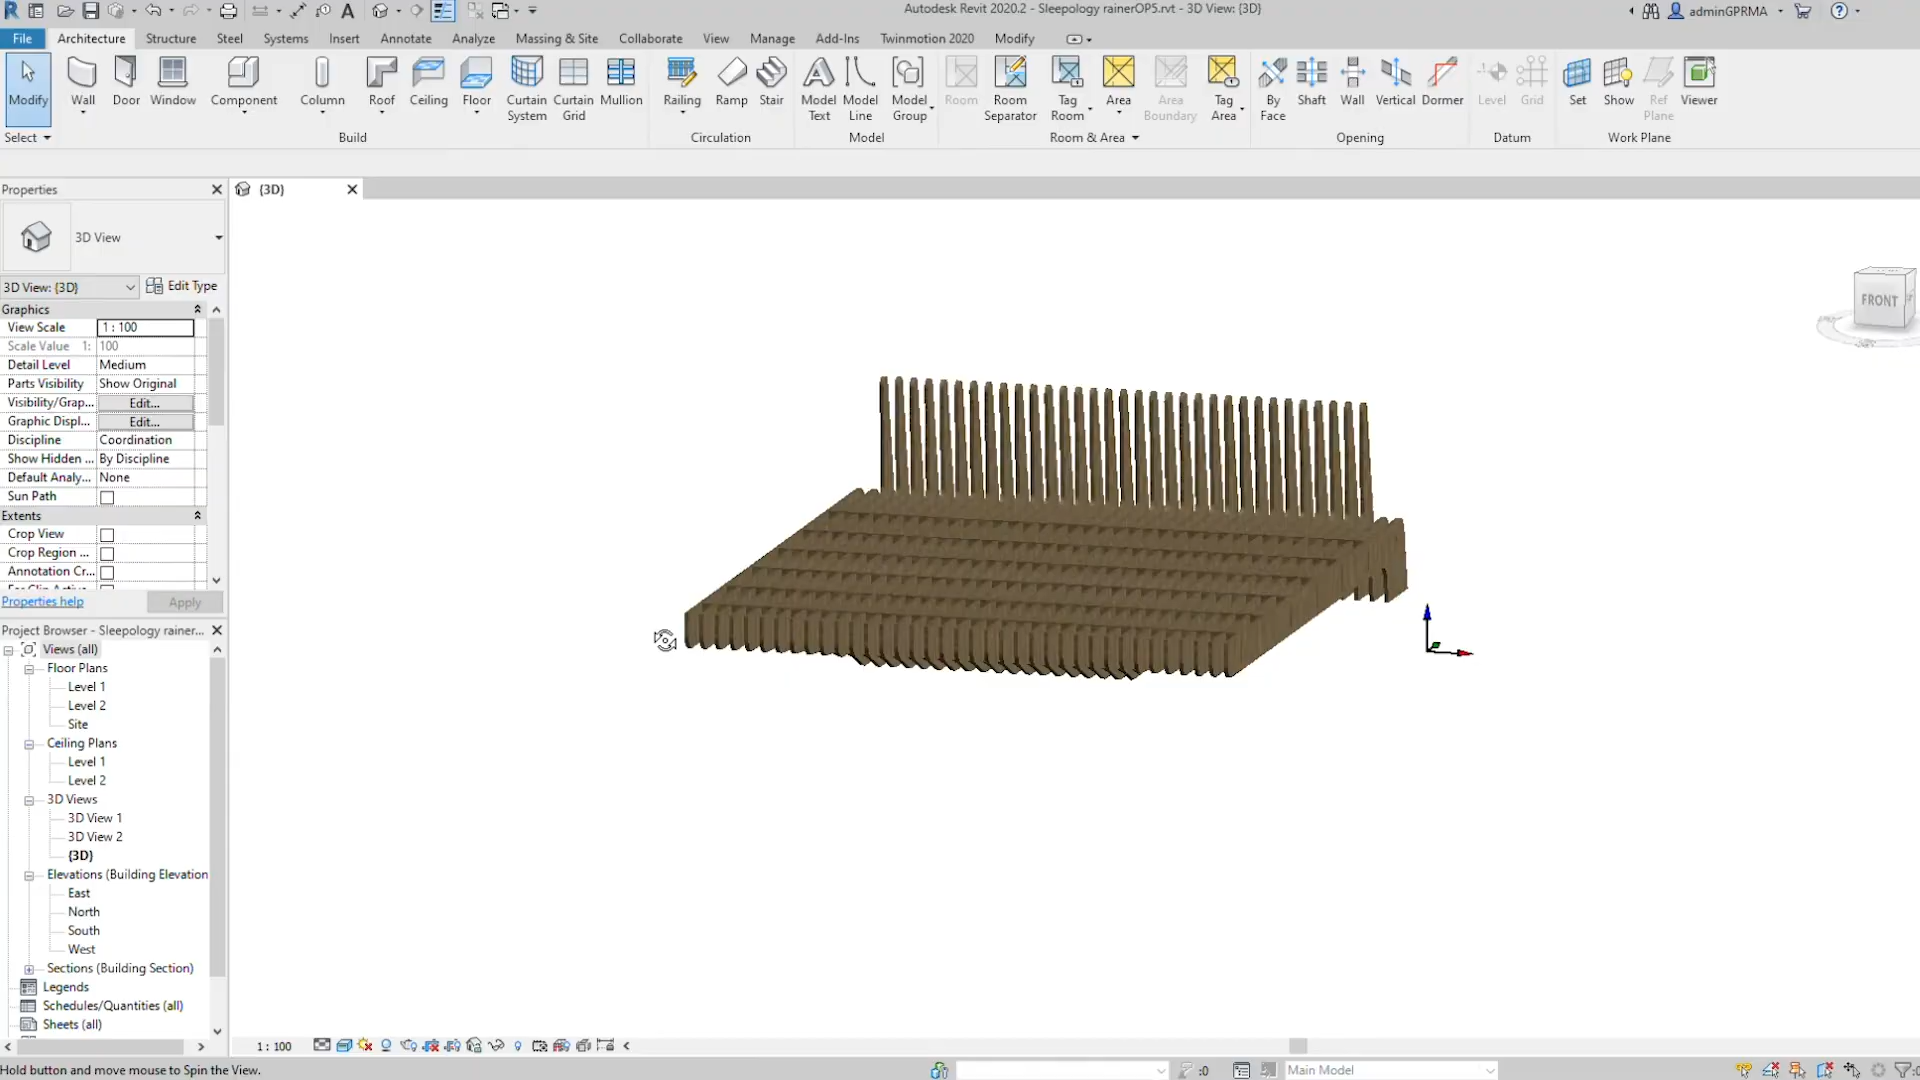 Autodesk Revit 2020.2 - Sleepology rainerOP5.rvt - 3D View: {3D}
adminGPRMA
File Architecture Structure Steel Systems Insert Annotate Analyze Massing & Site Collaborate View Manage Add-Ins Twinmotion 2020 Modify
Modify Wall Door Window Component Column Roof Ceiling Floor Curtain System Curtain Grid Mullion Railing Ramp Stair Model Text Model Line Model Group Room Room Separator Tag Room Area Area Boundary Tag Area By Face Shaft Wall Vertical Dormer Level Grid Set Show Ref Plane Viewer
Select Build Circulation Model Room & Area Opening Datum Work Plane
Properties
{3D}
3D View
3D View: {3D} Edit Type
Graphics
View Scale 1 : 100
Scale Value 1: 100
Detail Level Medium
Parts Visibility Show Original
Visibility/Grap... Edit...
Graphic Displ... Edit...
Discipline Coordination
Show Hidden ... By Discipline
Default Analy... None
Sun Path
Extents
Crop View
Crop Region ...
Annotation Cr...
Properties help Apply
FRONT
Project Browser - Sleepology rainer...
Views (all)
Floor Plans
Level 1
Level 2
Site
Ceiling Plans
Level 1
Level 2
3D Views
3D View 1
3D View 2
{3D}
Elevations (Building Elevation
East
North
South
West
Sections (Building Section)
Legends
Schedules/Quantities (all)
Sheets (all)
1 : 100
Hold button and move mouse to Spin the View.
:0
Main Model